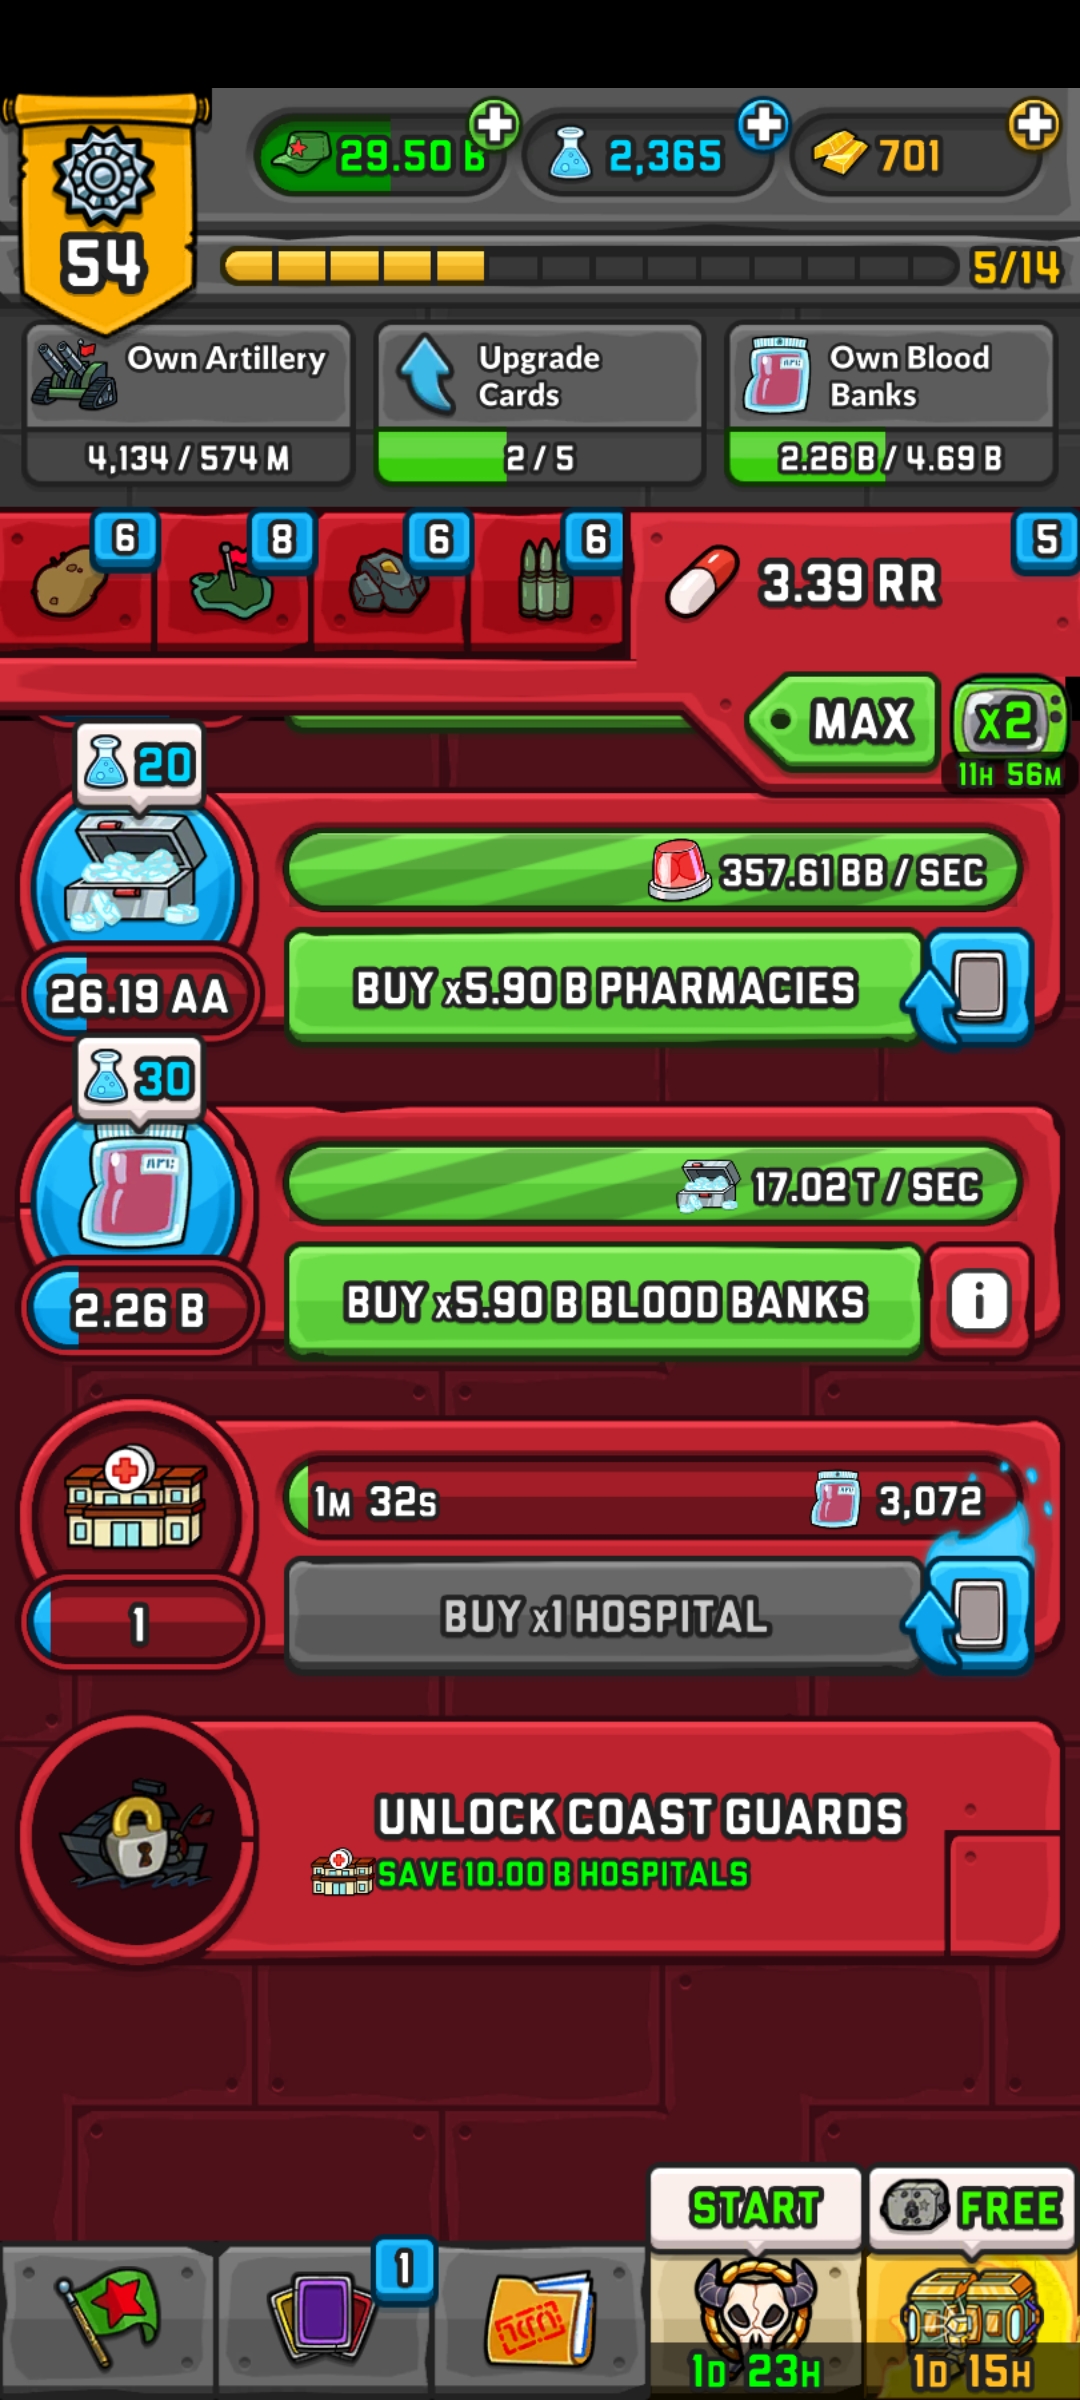 29.50 B
2,365
701
54
5/14
Own Artillery
4,134 / 574 M
Upgrade
Cards
2 / 5
Own Blood
Banks
2.26 B / 4.69 B
6
8
6
6
3.39 RR
5
MAX
x2
11H 56M
20
357.61 BB / SEC
26.19 AA
BUY x5.90 B PHARMACIES
30
17.02 T / SEC
2.26 B
BUY x5.90 B BLOOD BANKS
i
1M 32S
3,072
1
BUY x1 HOSPITAL
UNLOCK COAST GUARDS
SAVE 10.00 B HOSPITALS
START
FREE
1
1D 23H
1D 15H